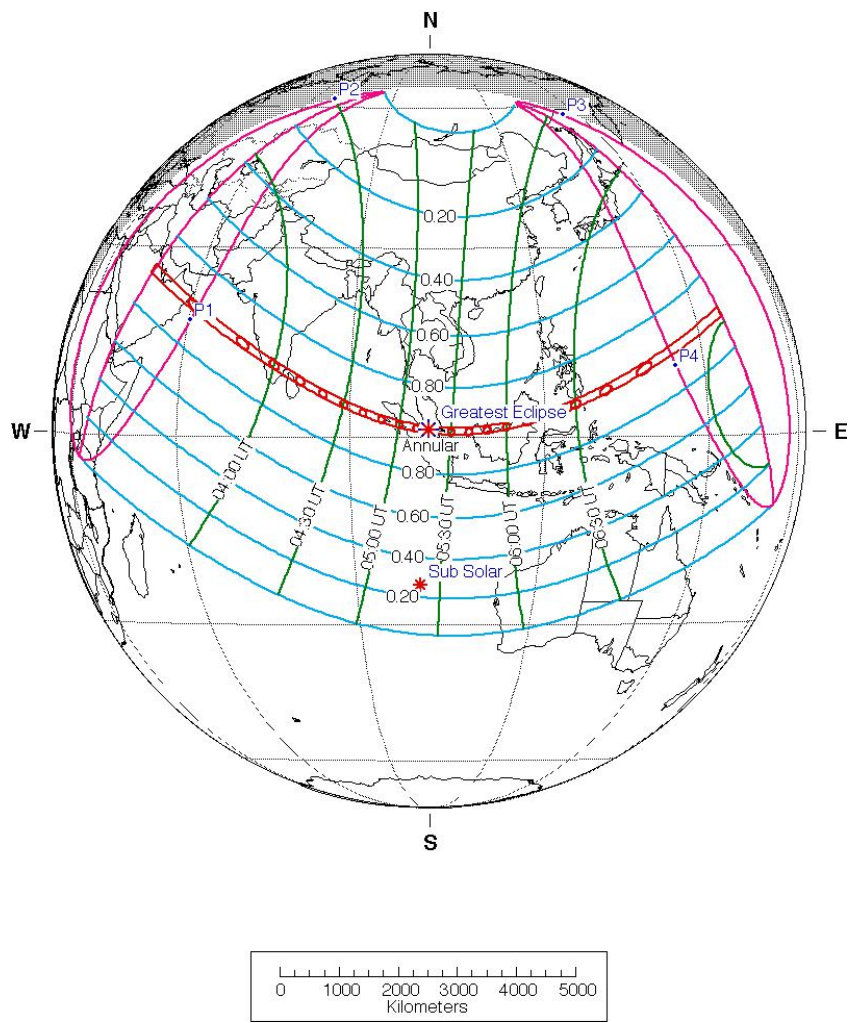 N
P2
P3
0.20
0.40
0.60
P1
P4
0.80
Greatest Eclipse
W
E
Annular
0.80
04:00 UT
04:30 UT
05:00 UT
05:30 UT
06:00 UT
06:30 UT
0.60
0.40
Sub Solar
0.20
S
0 1000 2000 3000 4000 5000
Kilometers